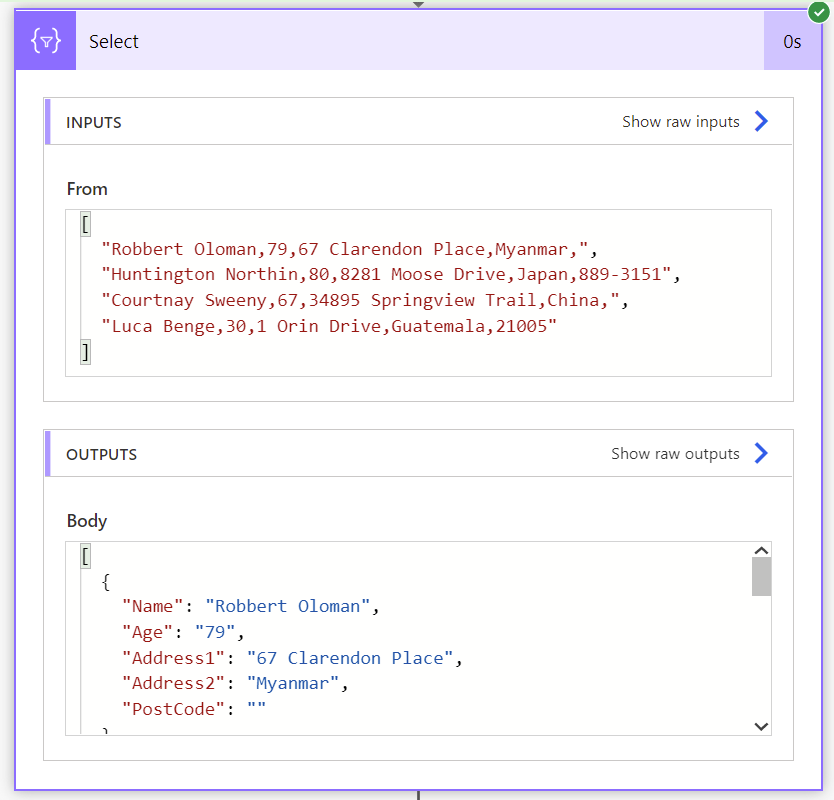 Select
0s
INPUTS
Show raw inputs
From
[
"Robbert Oloman,79,67 Clarendon Place,Myanmar,",
"Huntington Northin,80,8281 Moose Drive,Japan,889-3151",
"Courtnay Sweeny,67,34895 Springview Trail,China,",
"Luca Benge,30,1 Orin Drive,Guatemala,21005"
]
OUTPUTS
Show raw outputs
Body
[
{
"Name": "Robbert Oloman",
"Age": "79",
"Address1": "67 Clarendon Place",
"Address2": "Myanmar",
"PostCode": ""